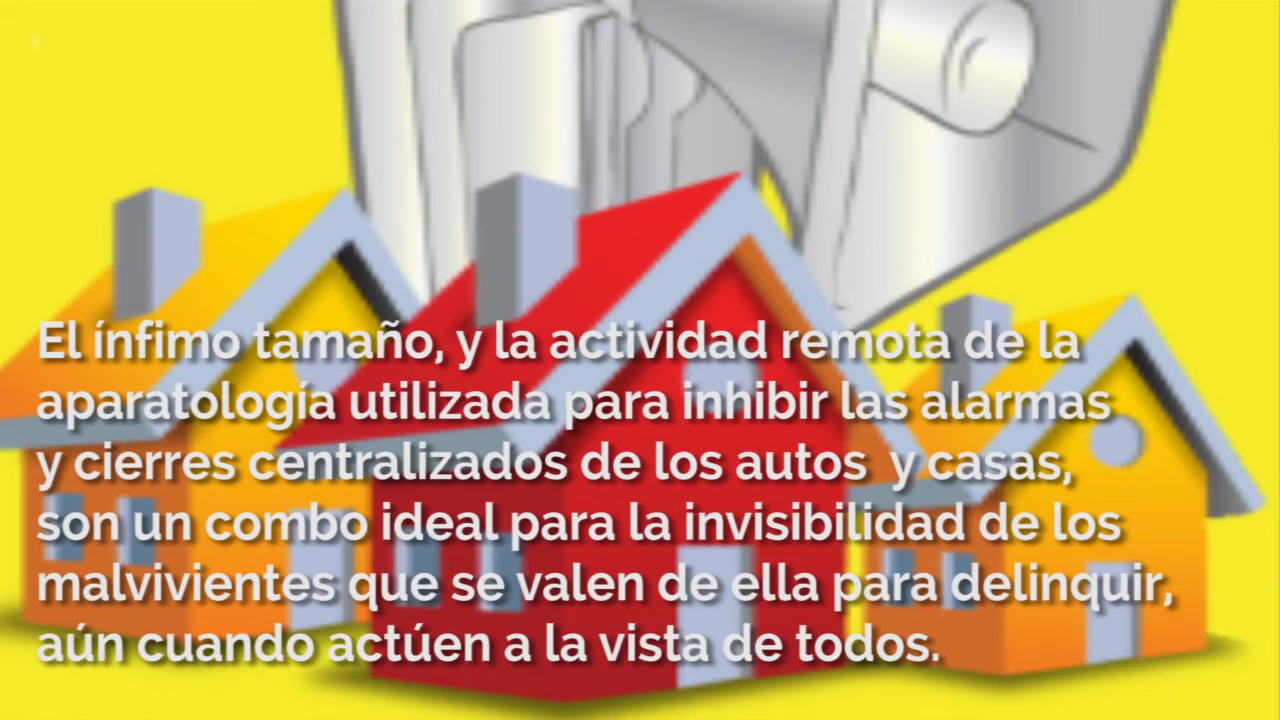 El ínfimo tamaño, y la actividad remota de la
aparatología utilizada para inhibir las alarmas
y cierres centralizados de los autos  y casas,
son un combo ideal para la invisibilidad de los
malvivientes que se valen de ella para delinquir,
aún cuando actúen a la vista de todos.